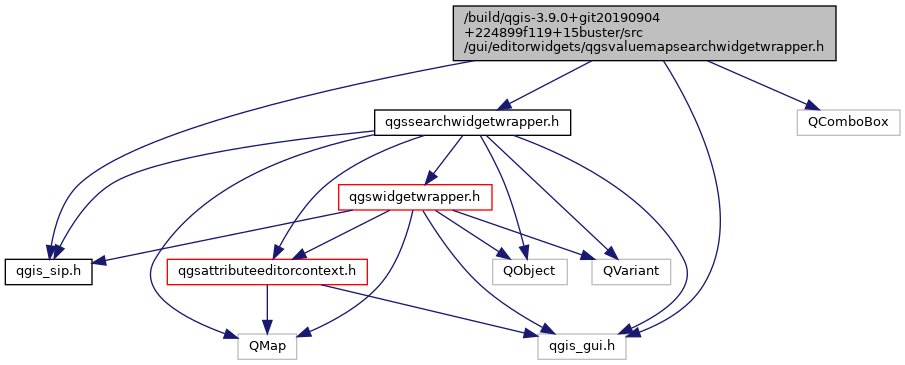 /build/qgis-3.9.0+git20190904
+224899f119+15buster/src
/gui/editorwidgets/qgsvaluemapsearchwidgetwrapper.h
qgssearchwidgetwrapper.h
QComboBox
qgswidgetwrapper.h
qgis_sip.h
qgsattributeeditorcontext.h
QObject
QVariant
QMap
qgis_gui.h